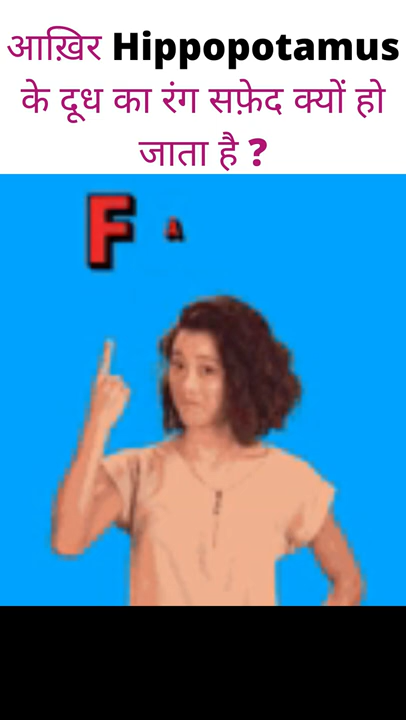 आख़िर Hippopotamus
के दूध का रंग सफ़ेद क्यों हो
जाता है ?
F A